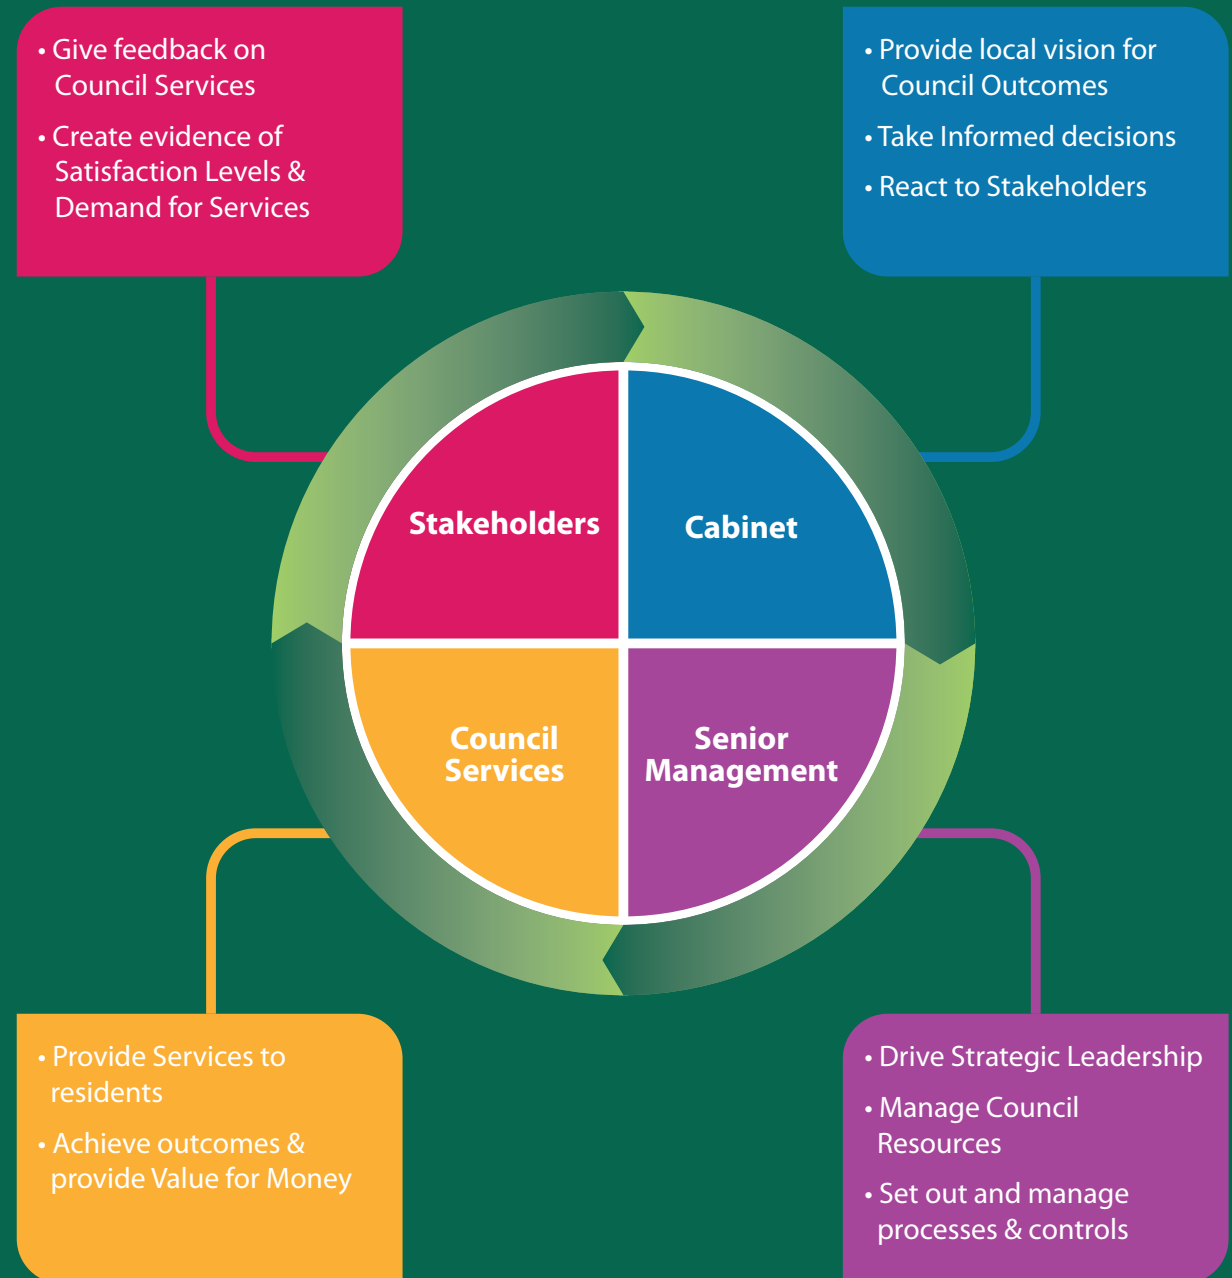 • Give feedback on
Council Services
• Create evidence of
Satisfaction Levels &
Demand for Services
• Provide local vision for
Council Outcomes
• Take Informed decisions
• React to Stakeholders
Stakeholders
Cabinet
Council
Services
Senior
Management
• Provide Services to
residents
• Achieve outcomes &
provide Value for Money
• Drive Strategic Leadership
• Manage Council
Resources
• Set out and manage
processes & controls